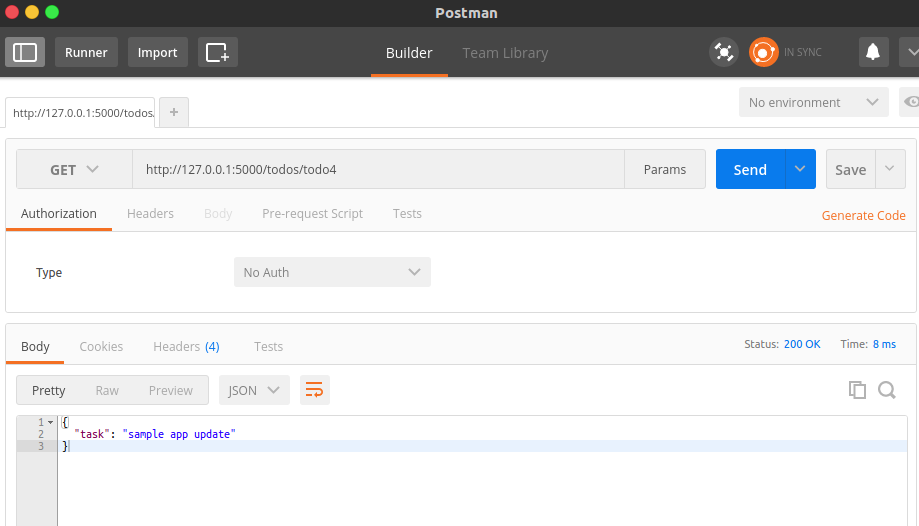 Postman
Runner Import Builder Team Library IN SYNC
http://127.0.0.1:5000/todos/ + No environment
GET http://127.0.0.1:5000/todos/todo4 Params Send Save
Authorization Headers Body Pre-request Script Tests Generate Code
Type No Auth
Body Cookies Headers (4) Tests Status: 200 OK Time: 8 ms
Pretty Raw Preview JSON
1 {
2 "task": "sample app update"
3 }